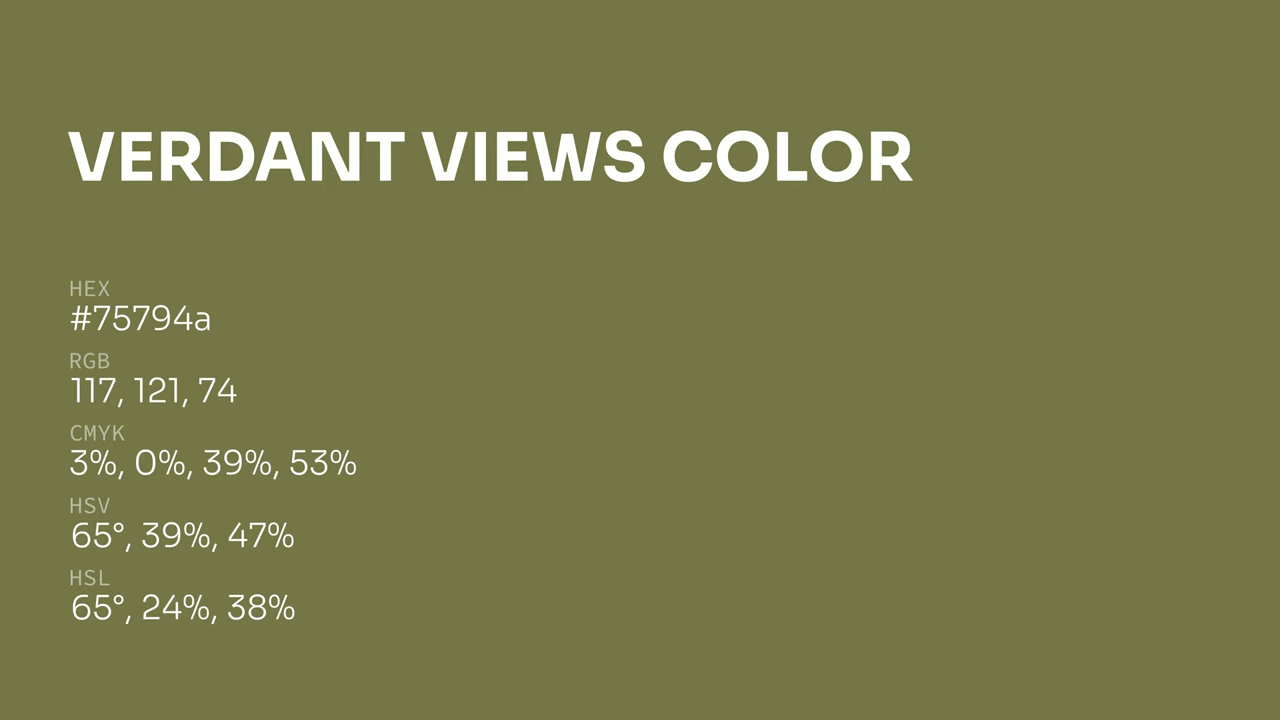 VERDANT VIEWS COLOR
HEX
#75794a
RGB
117, 121, 74
CMYK
3%, 0%, 39%, 53%
HSV
65°, 39%, 47%
HSL
65°, 24%, 38%